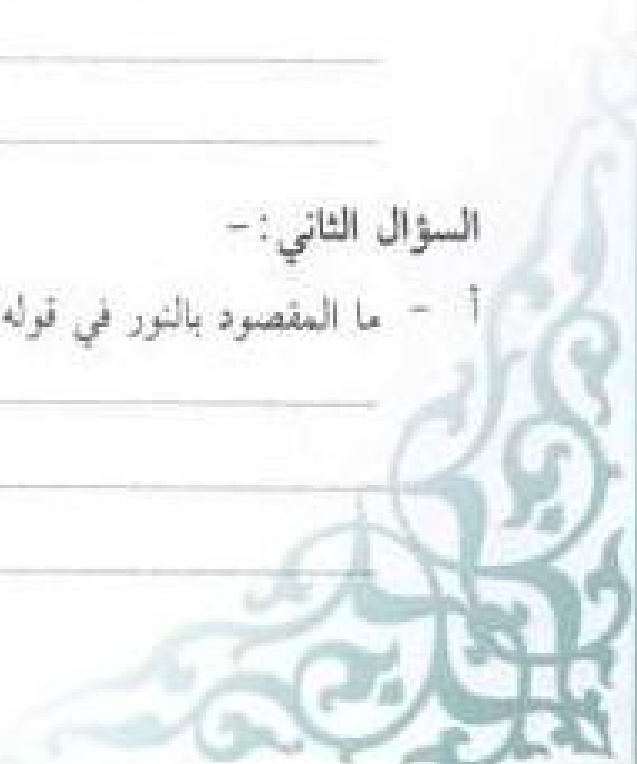 السؤال الثاني :-
أ - ما المقصود بالنور في قوله